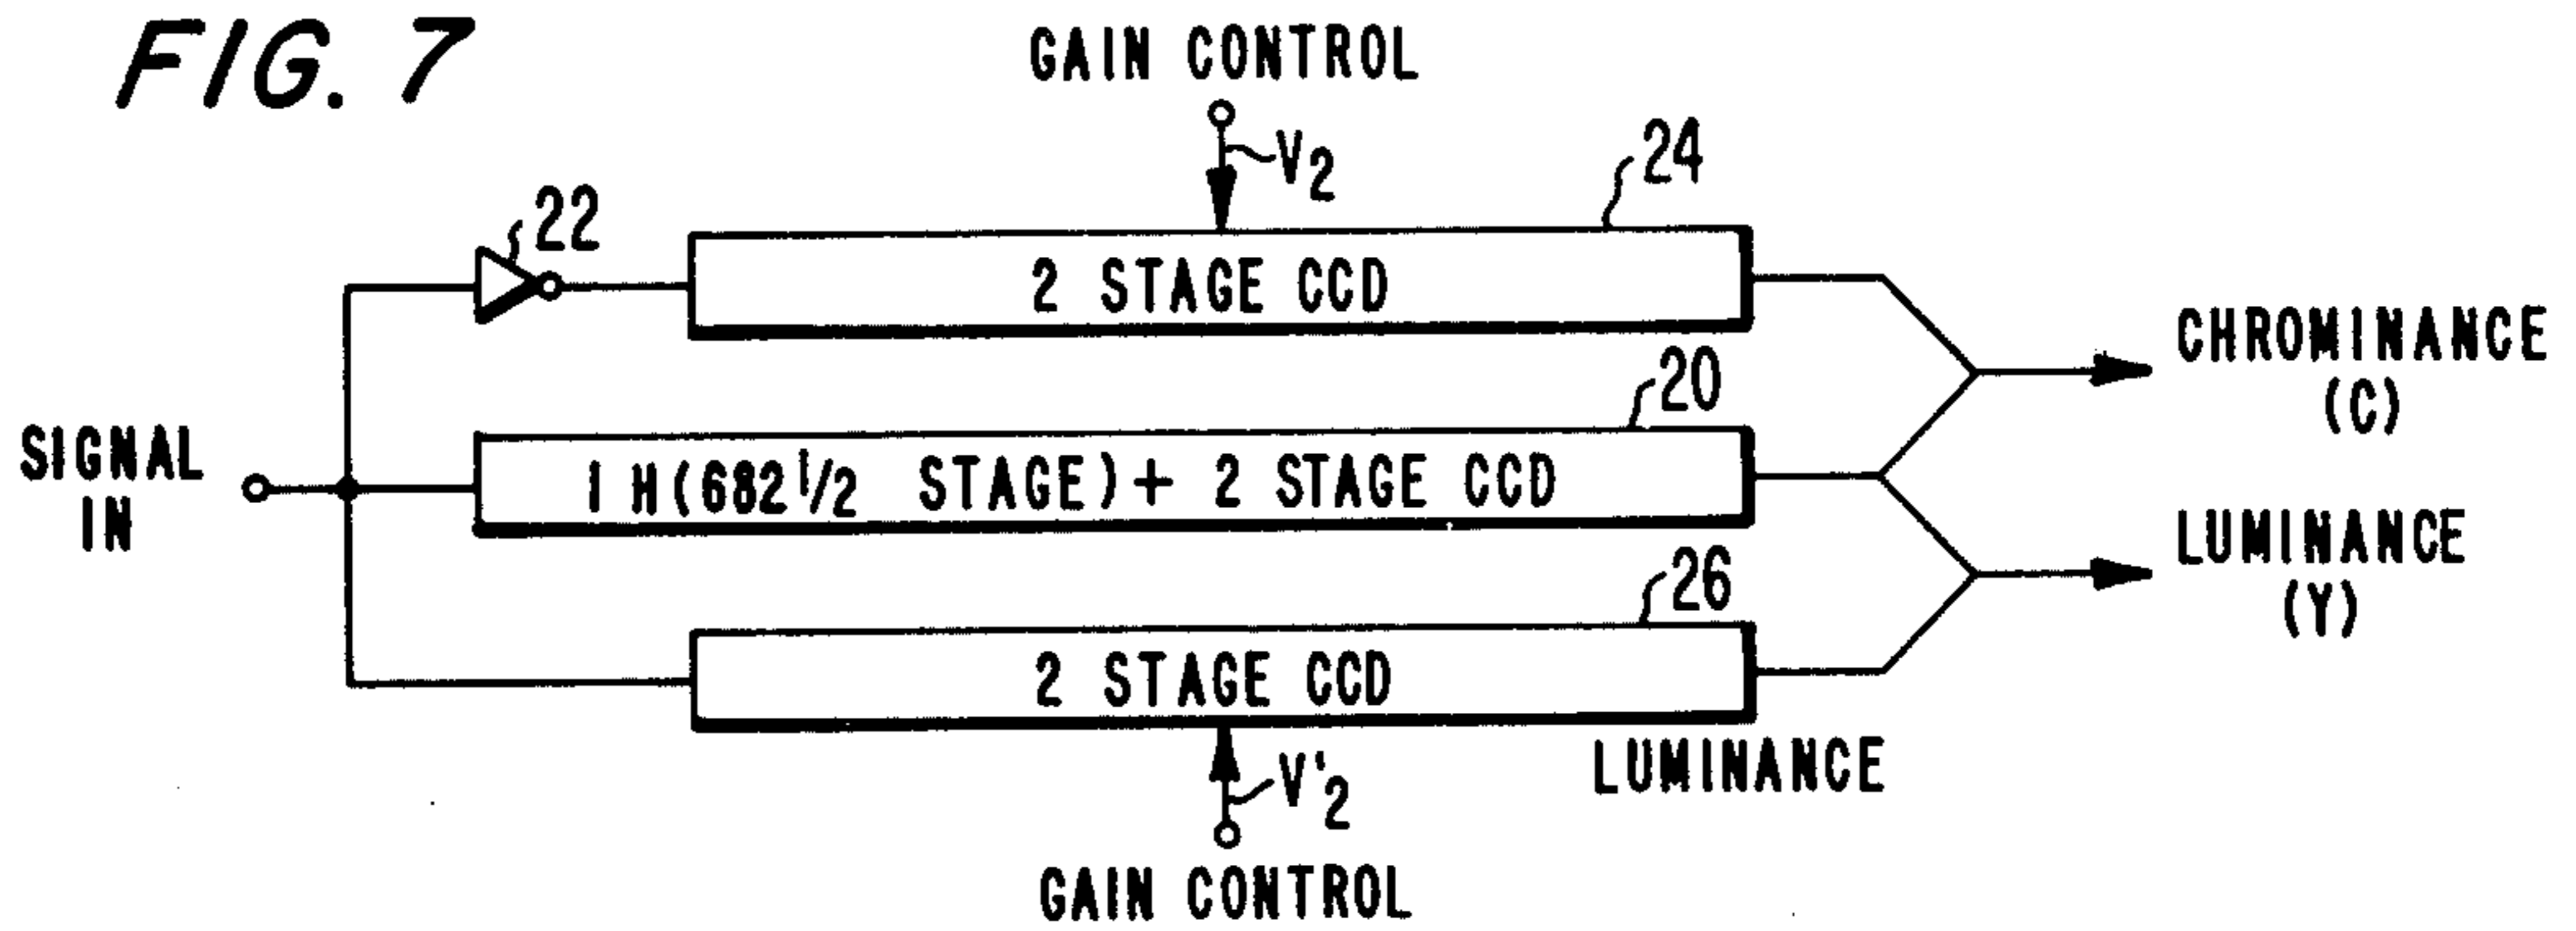 FIG. 7
GAIN CONTROL
V2
24
22
2 STAGE CCD
CHROMINANCE
(C)
20
SIGNAL
IN
1 H(682 1/2 STAGE)+ 2 STAGE CCD
LUMINANCE
(Y)
26
2 STAGE CCD
LUMINANCE
V'2
GAIN CONTROL